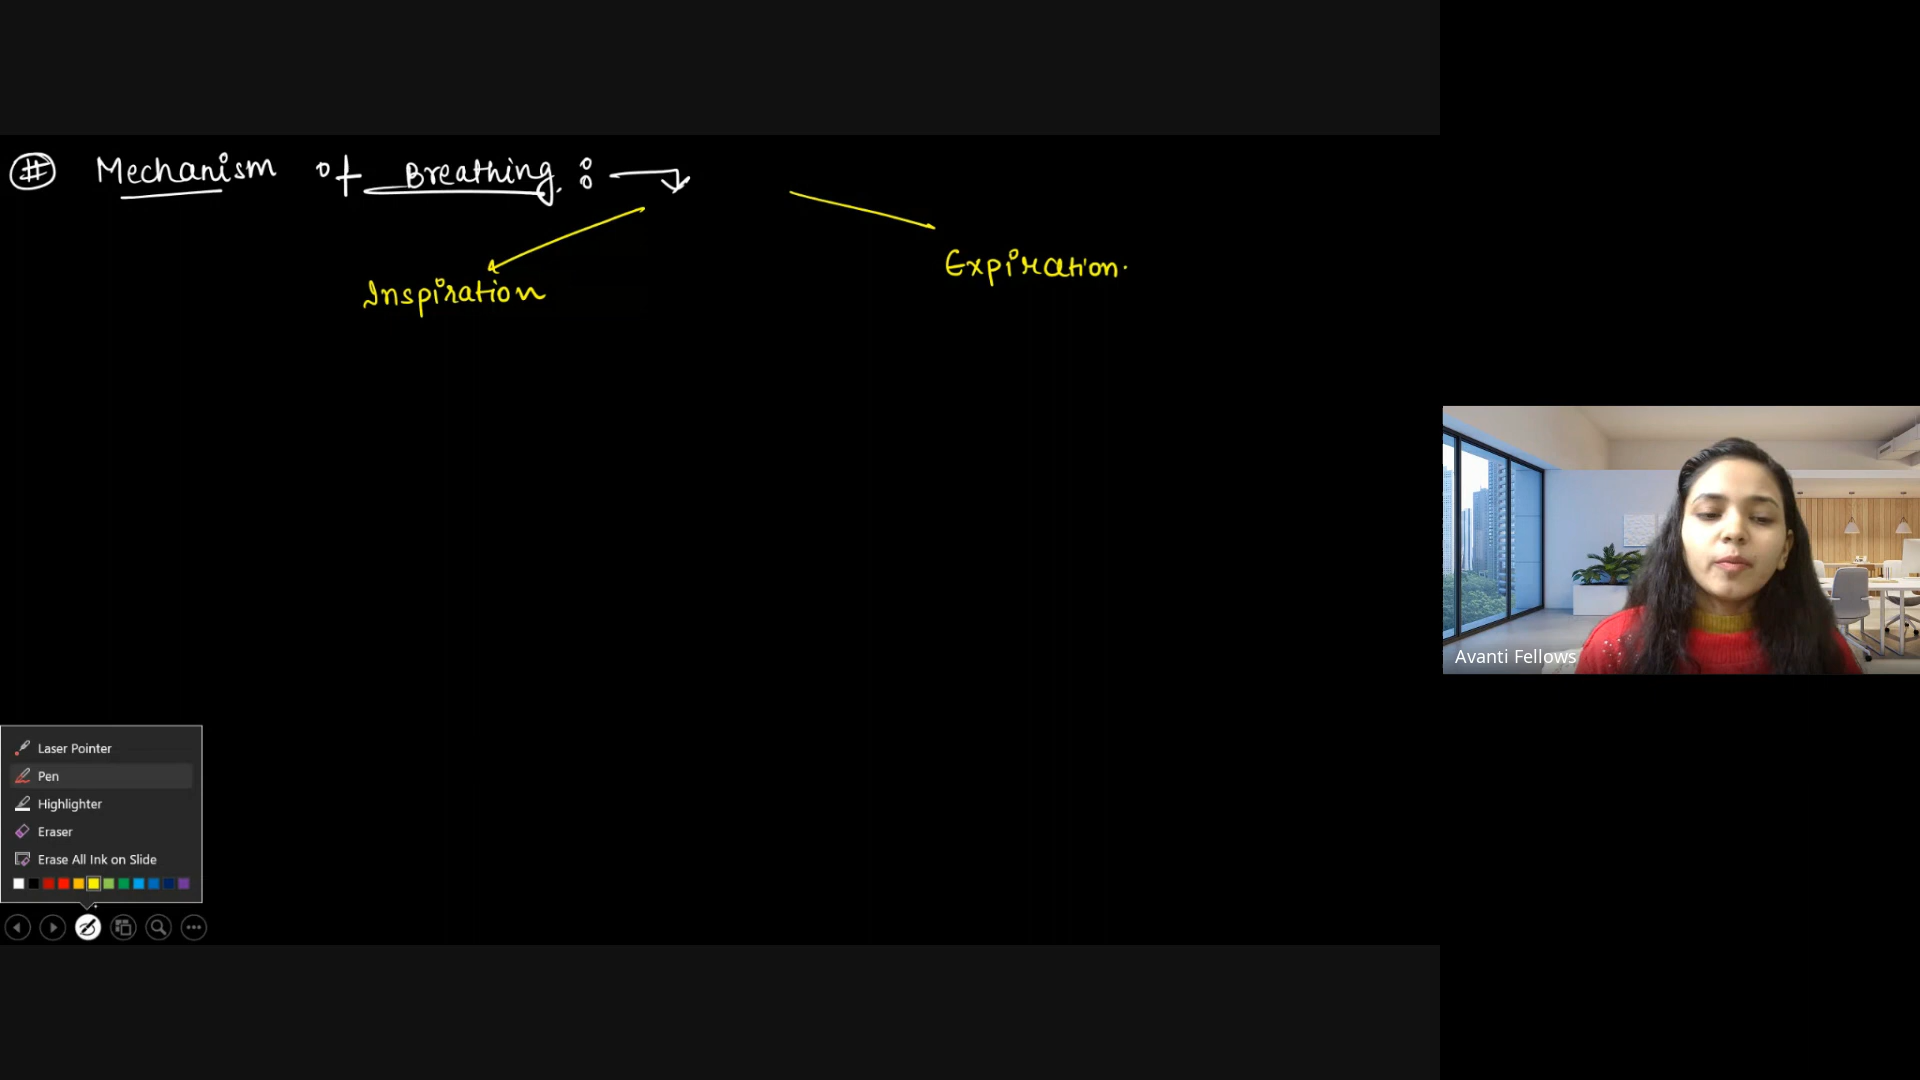 # Mechanism of Breathing :→
Inspiration
Expiration.
Avanti Fellows
Laser Pointer
Pen
Highlighter
Eraser
Erase All Ink on Slide